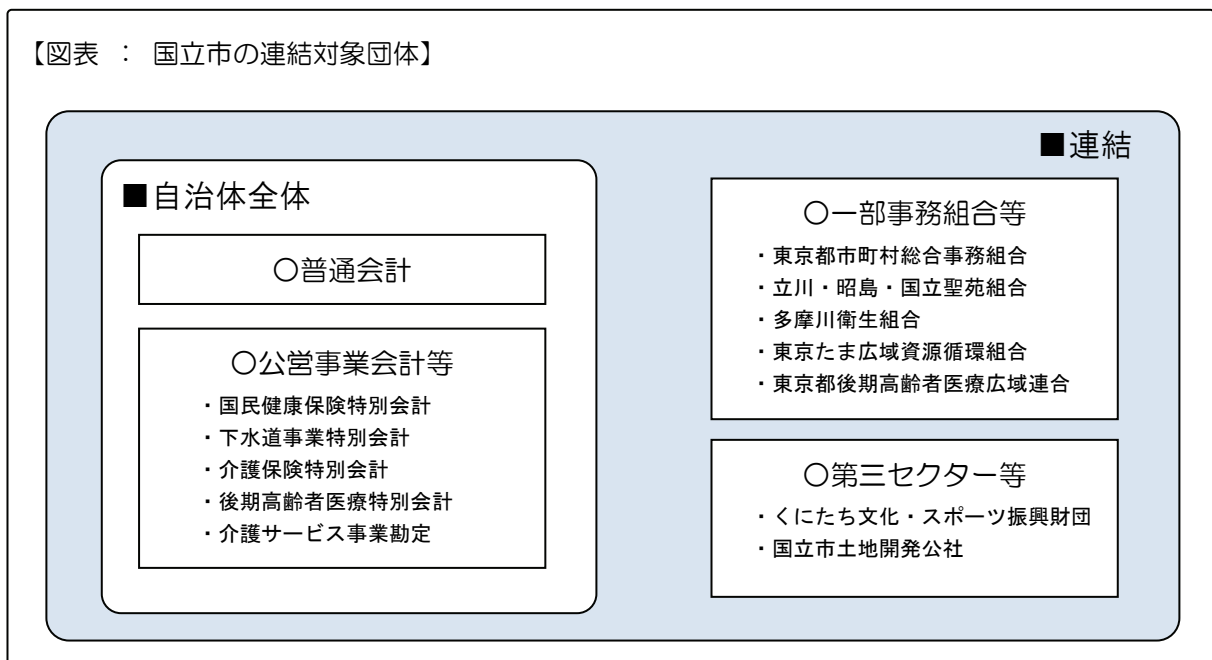 【図表 : 国立市の連結対象団体】
■連結
■自治体全体
○普通会計
○公営事業会計等
・国民健康保険特別会計
・下水道事業特別会計
・介護保険特別会計
・後期高齢者医療特別会計
・介護サービス事業勘定
○一部事務組合等
・東京都市町村総合事務組合
・立川・昭島・国立聖苑組合
・多摩川衛生組合
・東京たま広域資源循環組合
・東京都後期高齢者医療広域連合
○第三セクター等
・くにたち文化・スポーツ振興財団
・国立市土地開発公社